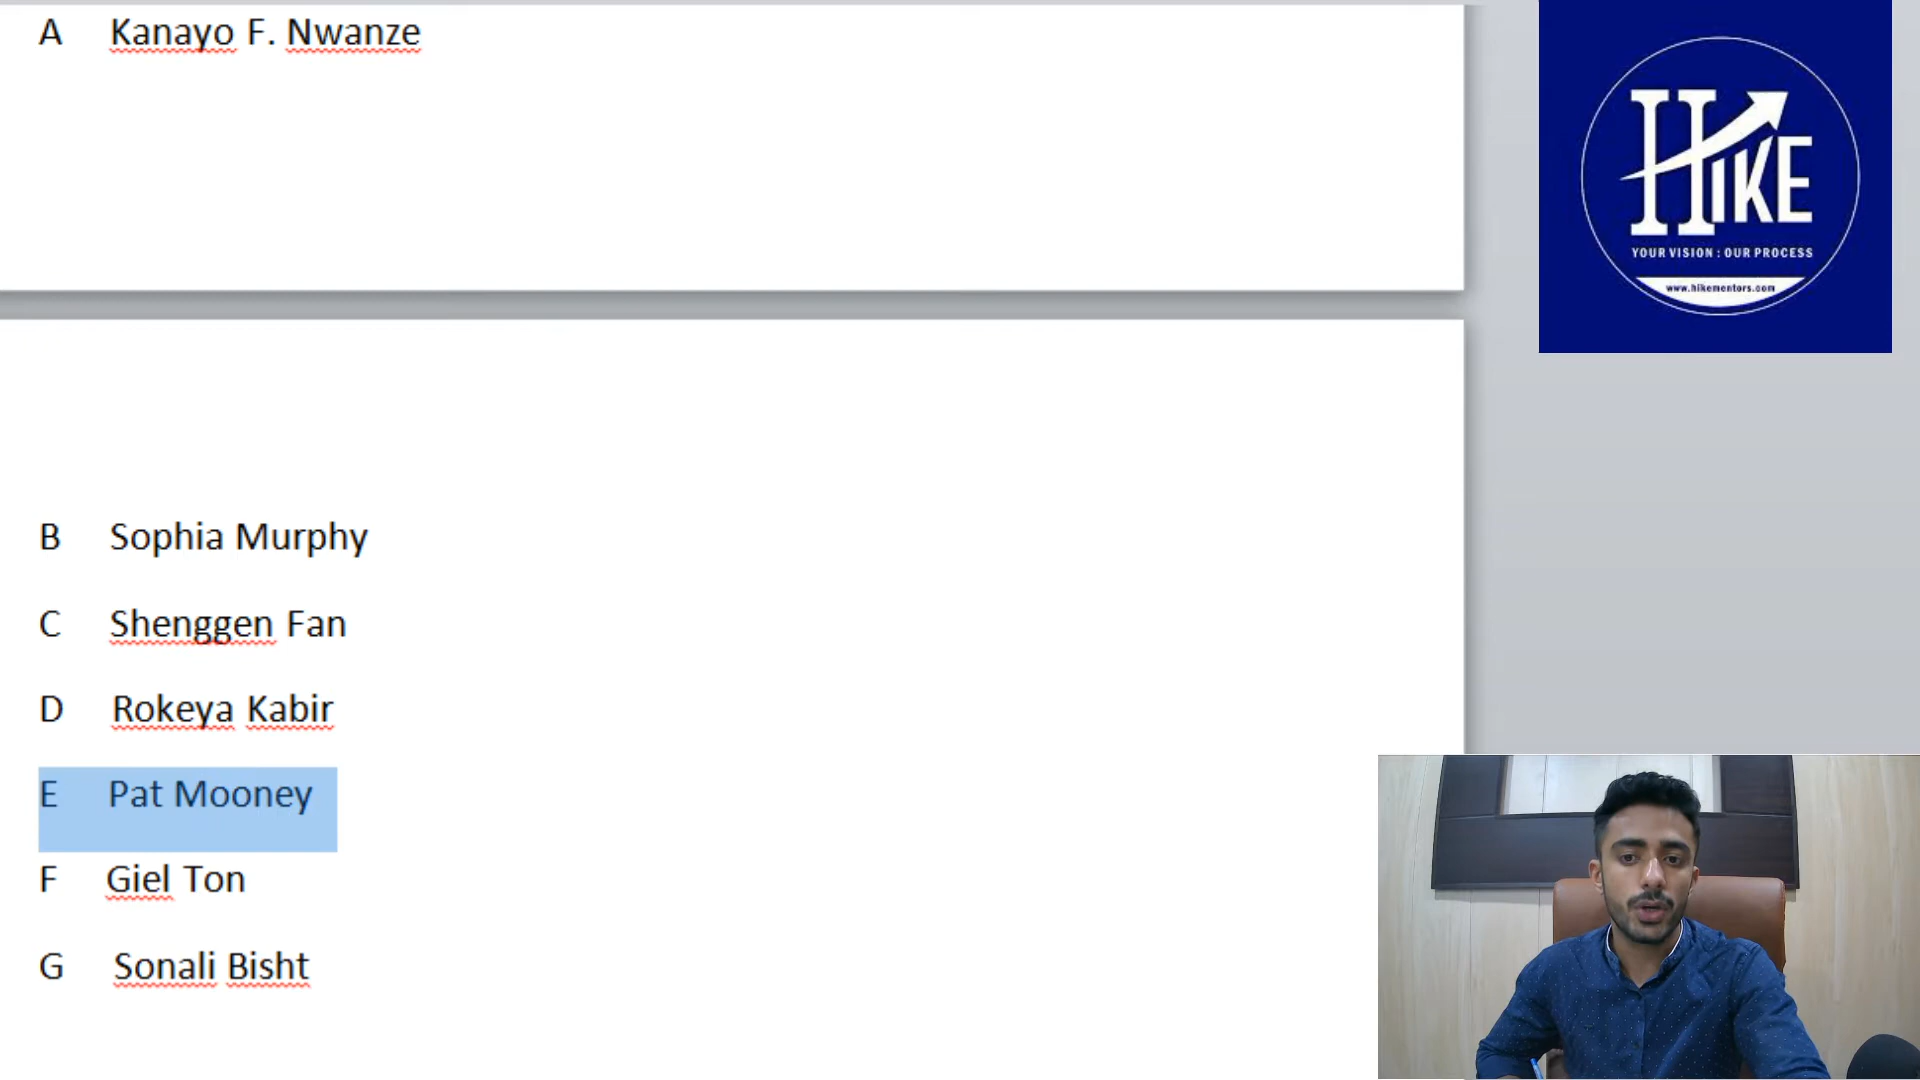 A Kanayo F. Nwanze
HIKE
YOUR VISION : OUR PROCESS
www.hikementors.com
B Sophia Murphy
C Shenggen Fan
D Rokeya Kabir
E Pat Mooney
F Giel Ton
G Sonali Bisht